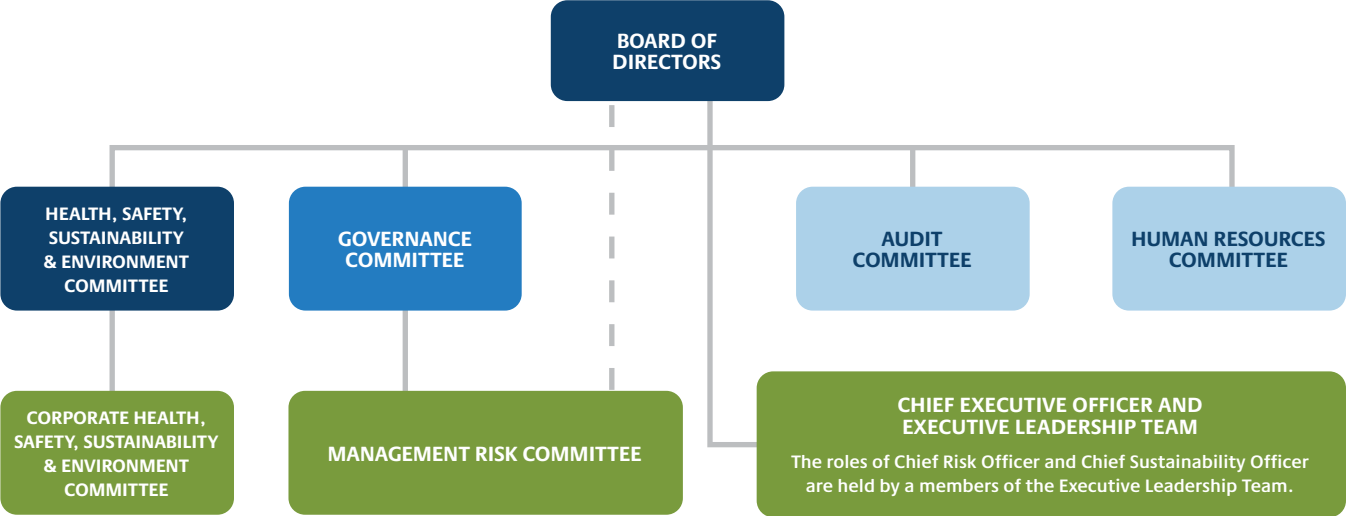 BOARD OF
DIRECTORS
HEALTH, SAFETY,
SUSTAINABILITY
& ENVIRONMENT
COMMITTEE
GOVERNANCE
COMMITTEE
AUDIT
COMMITTEE
HUMAN RESOURCES
COMMITTEE
CORPORATE HEALTH,
SAFETY, SUSTAINABILITY
& ENVIRONMENT
COMMITTEE
MANAGEMENT RISK COMMITTEE
CHIEF EXECUTIVE OFFICER AND
EXECUTIVE LEADERSHIP TEAM
The roles of Chief Risk Officer and Chief Sustainability Officer
are held by a members of the Executive Leadership Team.